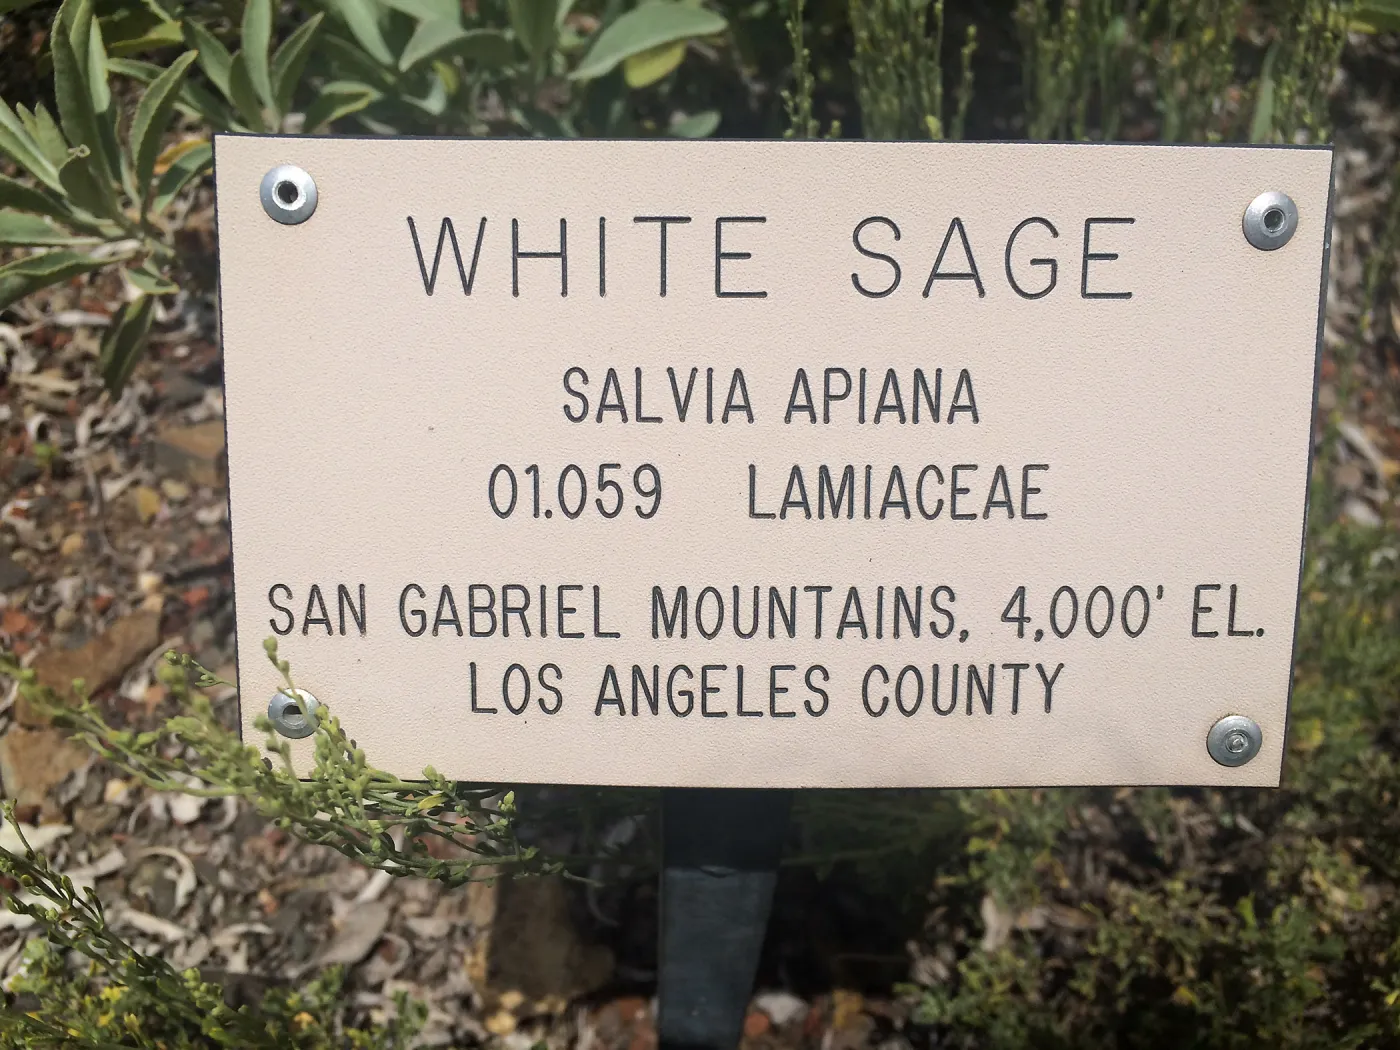 WHITE SAGE
SALVIA APIANA
01.059 LAMIACEAE
SAN GABRIEL MOUNTAINS, 4,000' EL.
LOS ANGELES COUNTY